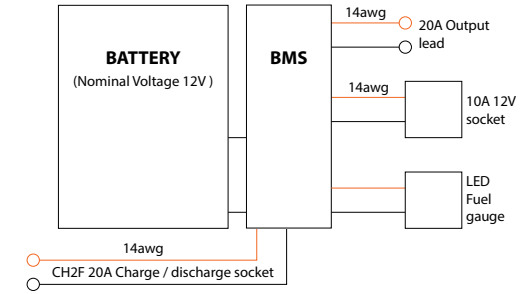 14awg
20A Output
lead
BATTERY
(Nominal Voltage 12V )
BMS
14awg
10A 12V
socket
LED
Fuel
gauge
14awg
CH2F 20A Charge / discharge socket